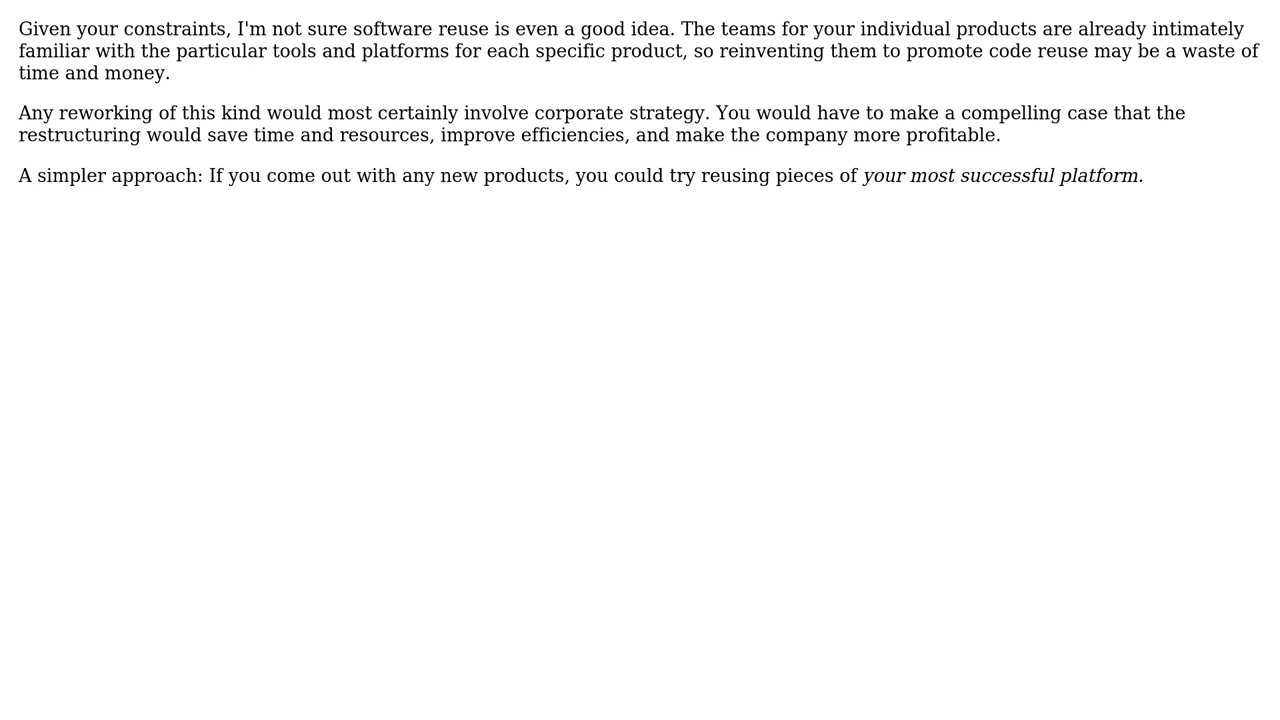 Given your constraints, I'm not sure software reuse is even a good idea. The teams for your individual products are already intimately
familiar with the particular tools and platforms for each specific product, so reinventing them to promote code reuse may be a waste of
time and money.
Any reworking of this kind would most certainly involve corporate strategy. You would have to make a compelling case that the
restructuring would save time and resources, improve efficiencies, and make the company more profitable.
A simpler approach: If you come out with any new products, you could try reusing pieces of your most successful platform.